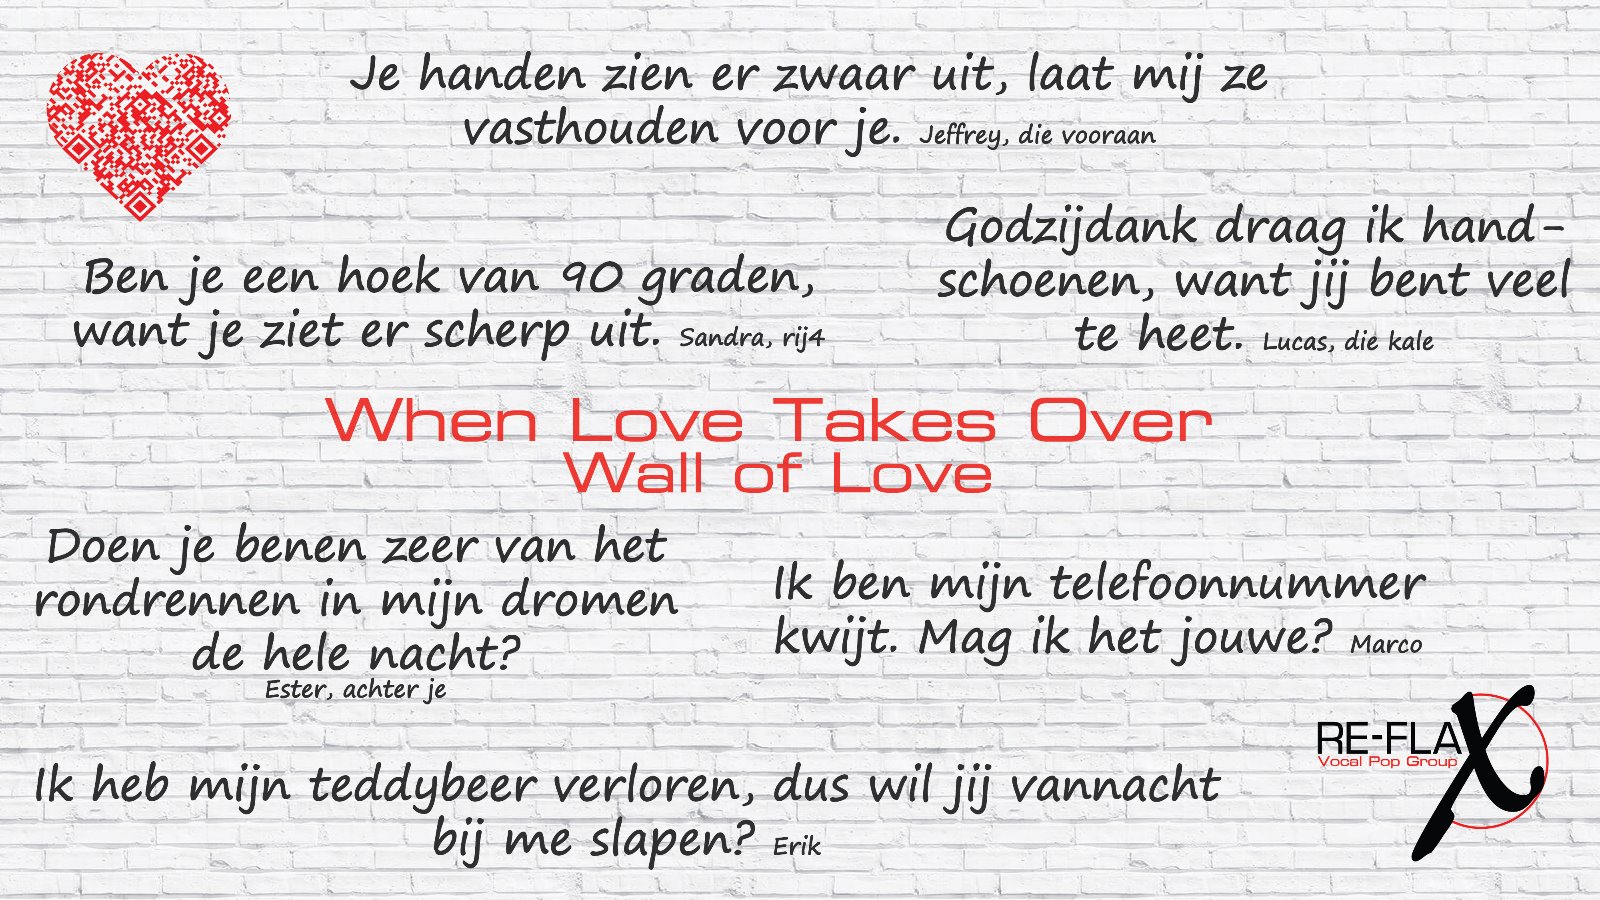 Je handen zien er zwaar uit, laat mij ze
vasthouden voor je. Jeffrey, die vooraan
Ben je een hoek van 90 graden,
want je ziet er scherp uit. Sandra, rij4
Godzijdank draag ik hand-
schoenen, want jij bent veel
te heet. Lucas, die kale
When Love Takes Over
Wall of Love
Doen je benen zeer van het
rondrennen in mijn dromen
de hele nacht?
Ester, achter je
Ik ben mijn telefoonnummer
kwijt. Mag ik het jouwe? Marco
RE-FLAX
Vocal Pop Group
Ik heb mijn teddybeer verloren, dus wil jij vannacht
bij me slapen? Erik